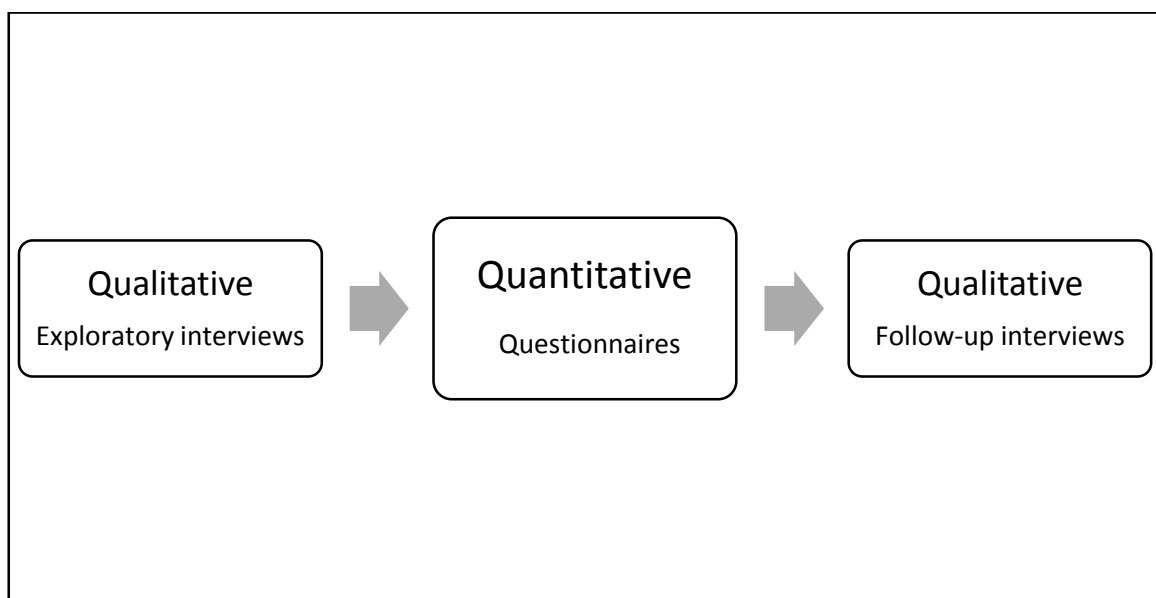 Qualitative
Exploratory interviews
Quantitative
Questionnaires
Qualitative
Follow-up interviews